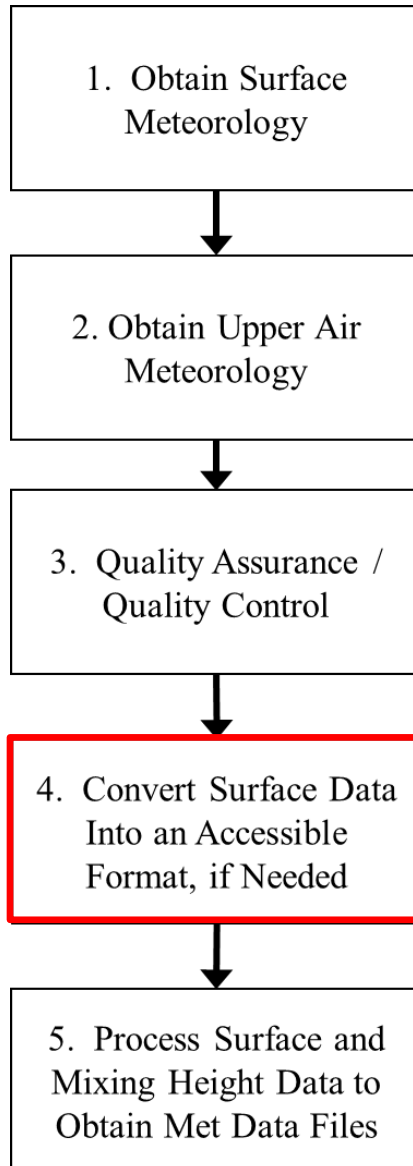 1. Obtain Surface
Meteorology
2. Obtain Upper Air
Meteorology
3. Quality Assurance /
Quality Control
4. Convert Surface Data
Into an Accessible
Format, if Needed
5. Process Surface and
Mixing Height Data to
Obtain Met Data Files